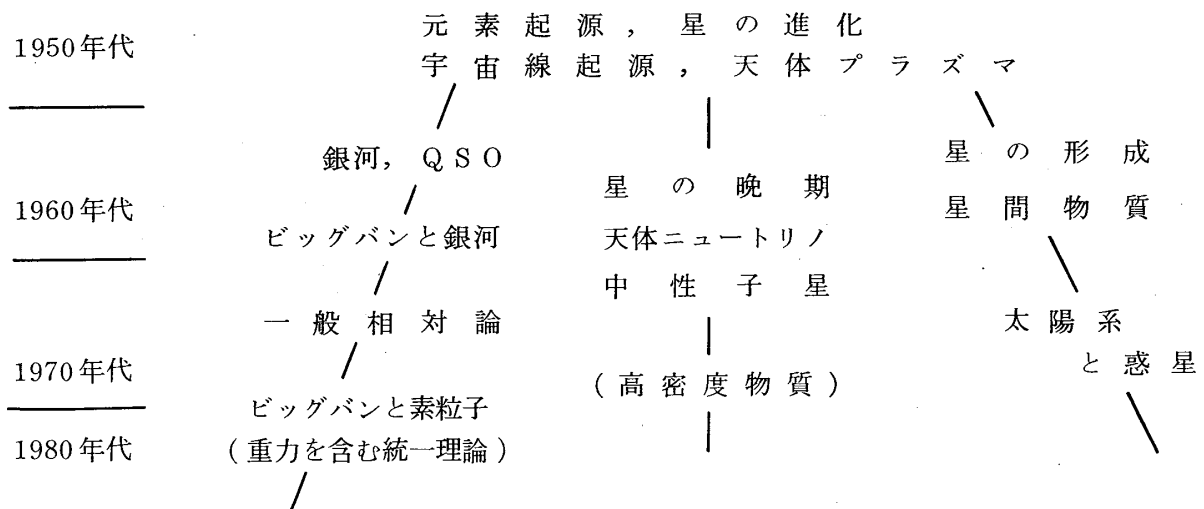 1950年代
元素起源，星の進化
宇宙線起源，天体プラズマ
1960年代
銀河，QSO
ビッグバンと銀河
星の晩期
天体ニュートリノ
中性子星
星の形成
星間物質
1970年代
一般相対論
(高密度物質)
太陽系
と惑星
1980年代
ビッグバンと素粒子
(重力を含む統一理論)